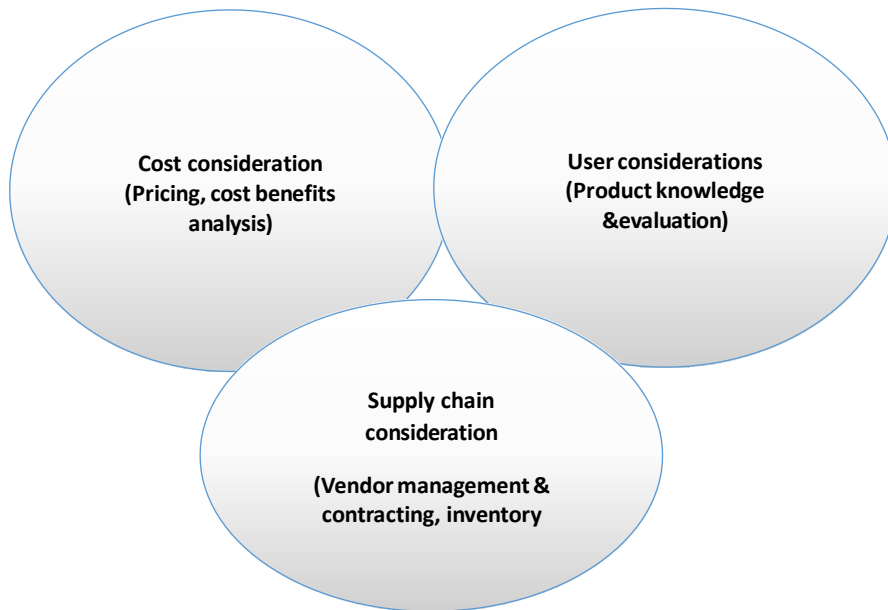 Cost consideration
(Pricing, cost benefits
analysis)
User considerations
(Product knowledge
&evaluation)
Supply chain
consideration
(Vendor management &
contracting, inventory